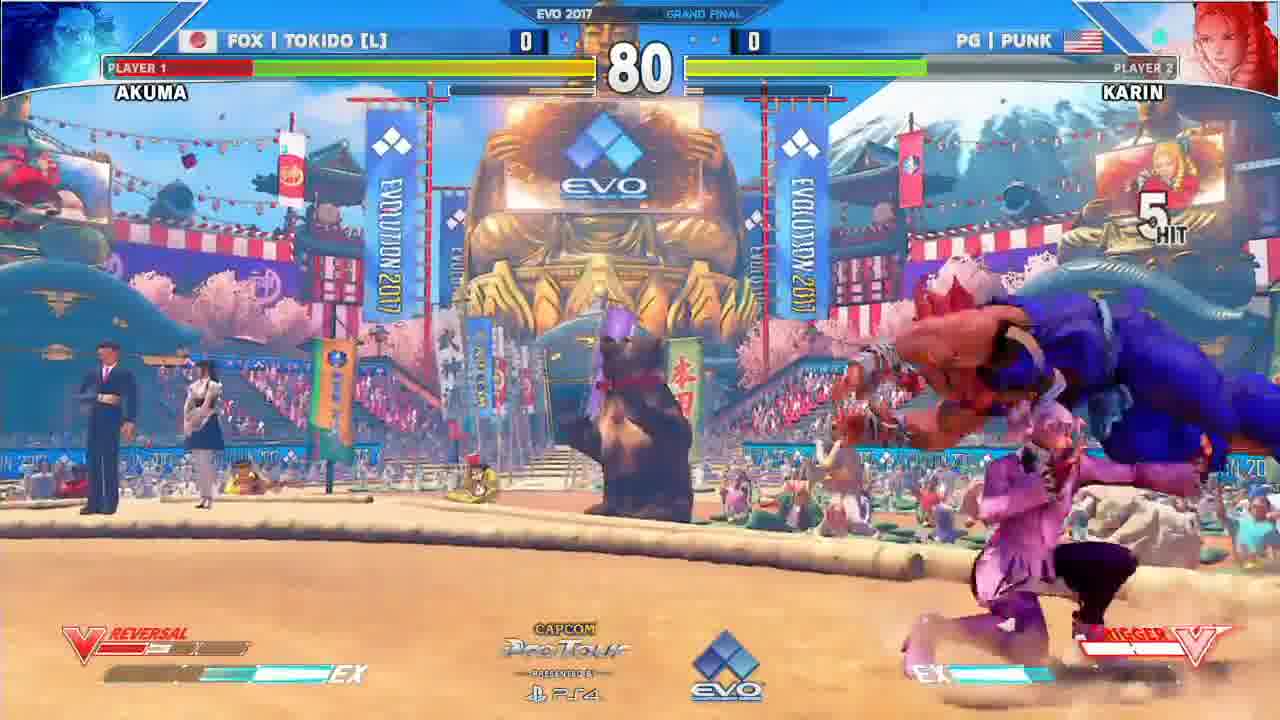 EVO 2017 GRAND FINAL
FOX | TOKIDO [L] 0 80 0 PG | PUNK
PLAYER 1 PLAYER 2
AKUMA KARIN
EVO
EVOLUTION 2017
EVOLUTION 2017
5 HIT
REVERSAL
EX
CAPCOM
Pro Tour
PRESENTED BY
PS4
EVO
TRIGGER
EX